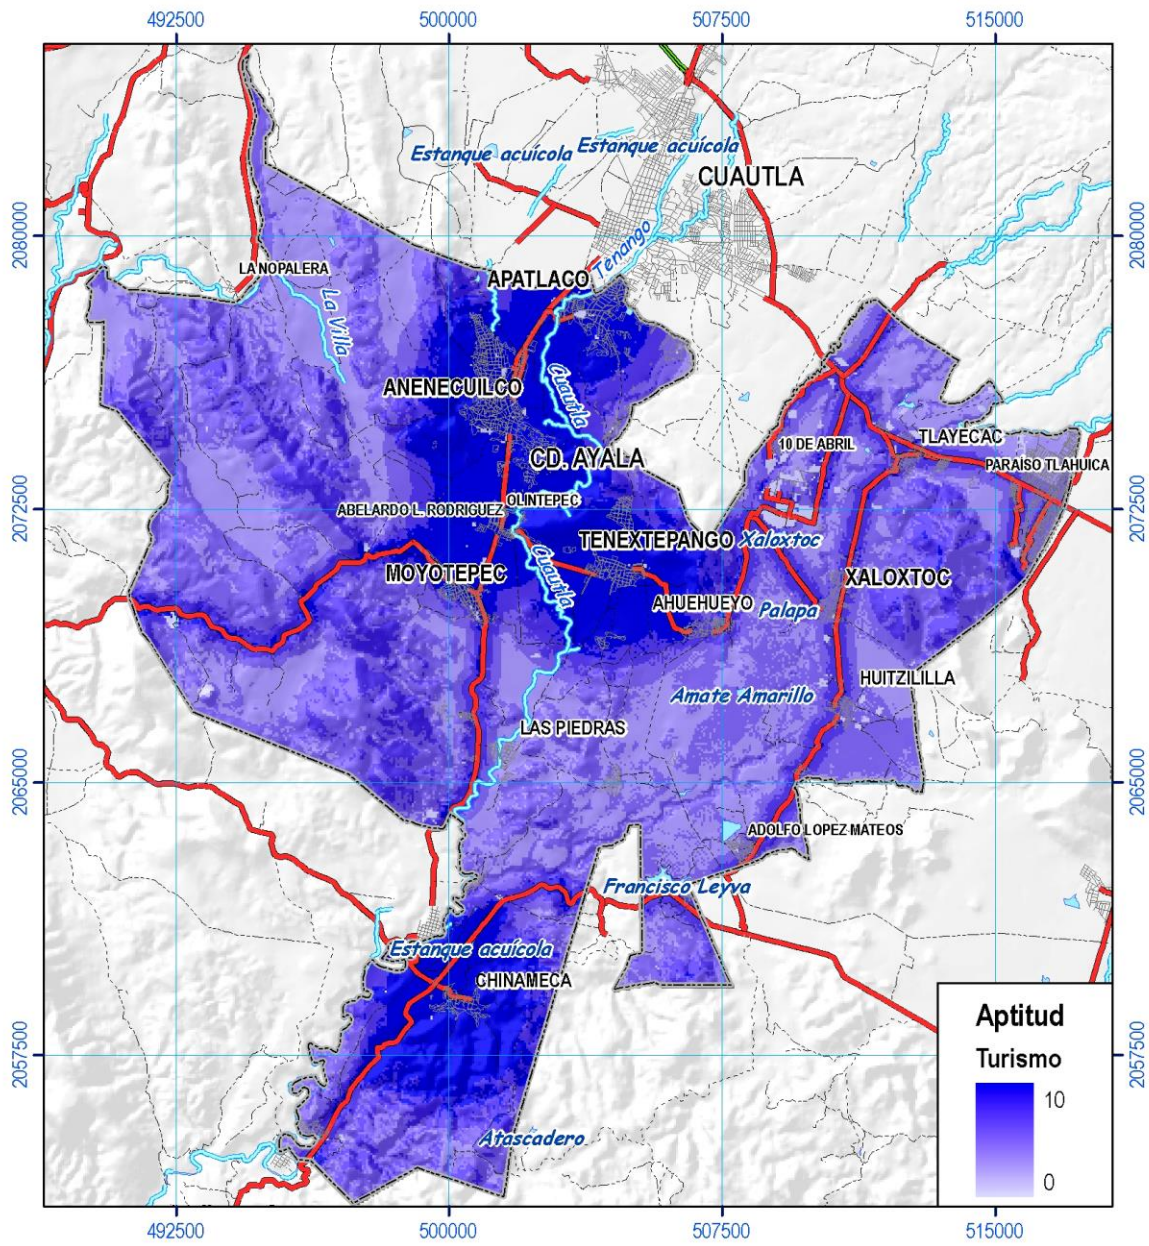 492500
500000
507500
515000
Estanque acuícola
Estanque acuícola
CUAUTLA
2080000
2080000
Tenango
LA NOPALERA
APATLACO
La Villa
ANENECUILCO
Cuautla
10 DE ABRIL
TLAYECAC
CD. AYALA
PARAÍSO TLAHUICA
OLINTEPEC
ABELARDO L. RODRIGUEZ
2072500
2072500
TENEXTEPANGO
Xaloxtoc
MOYOTEPEC
Cuautla
XALOXTOC
AHUEHUEYO
Palapa
HUITZILILLA
Amate Amarillo
LAS PIEDRAS
2065000
2065000
ADOLFO LOPEZ MATEOS
Francisco Leyva
Estanque acuícola
CHINAMECA
Aptitud
Turismo
10
0
2057500
2057500
Atascadero
492500
500000
507500
515000